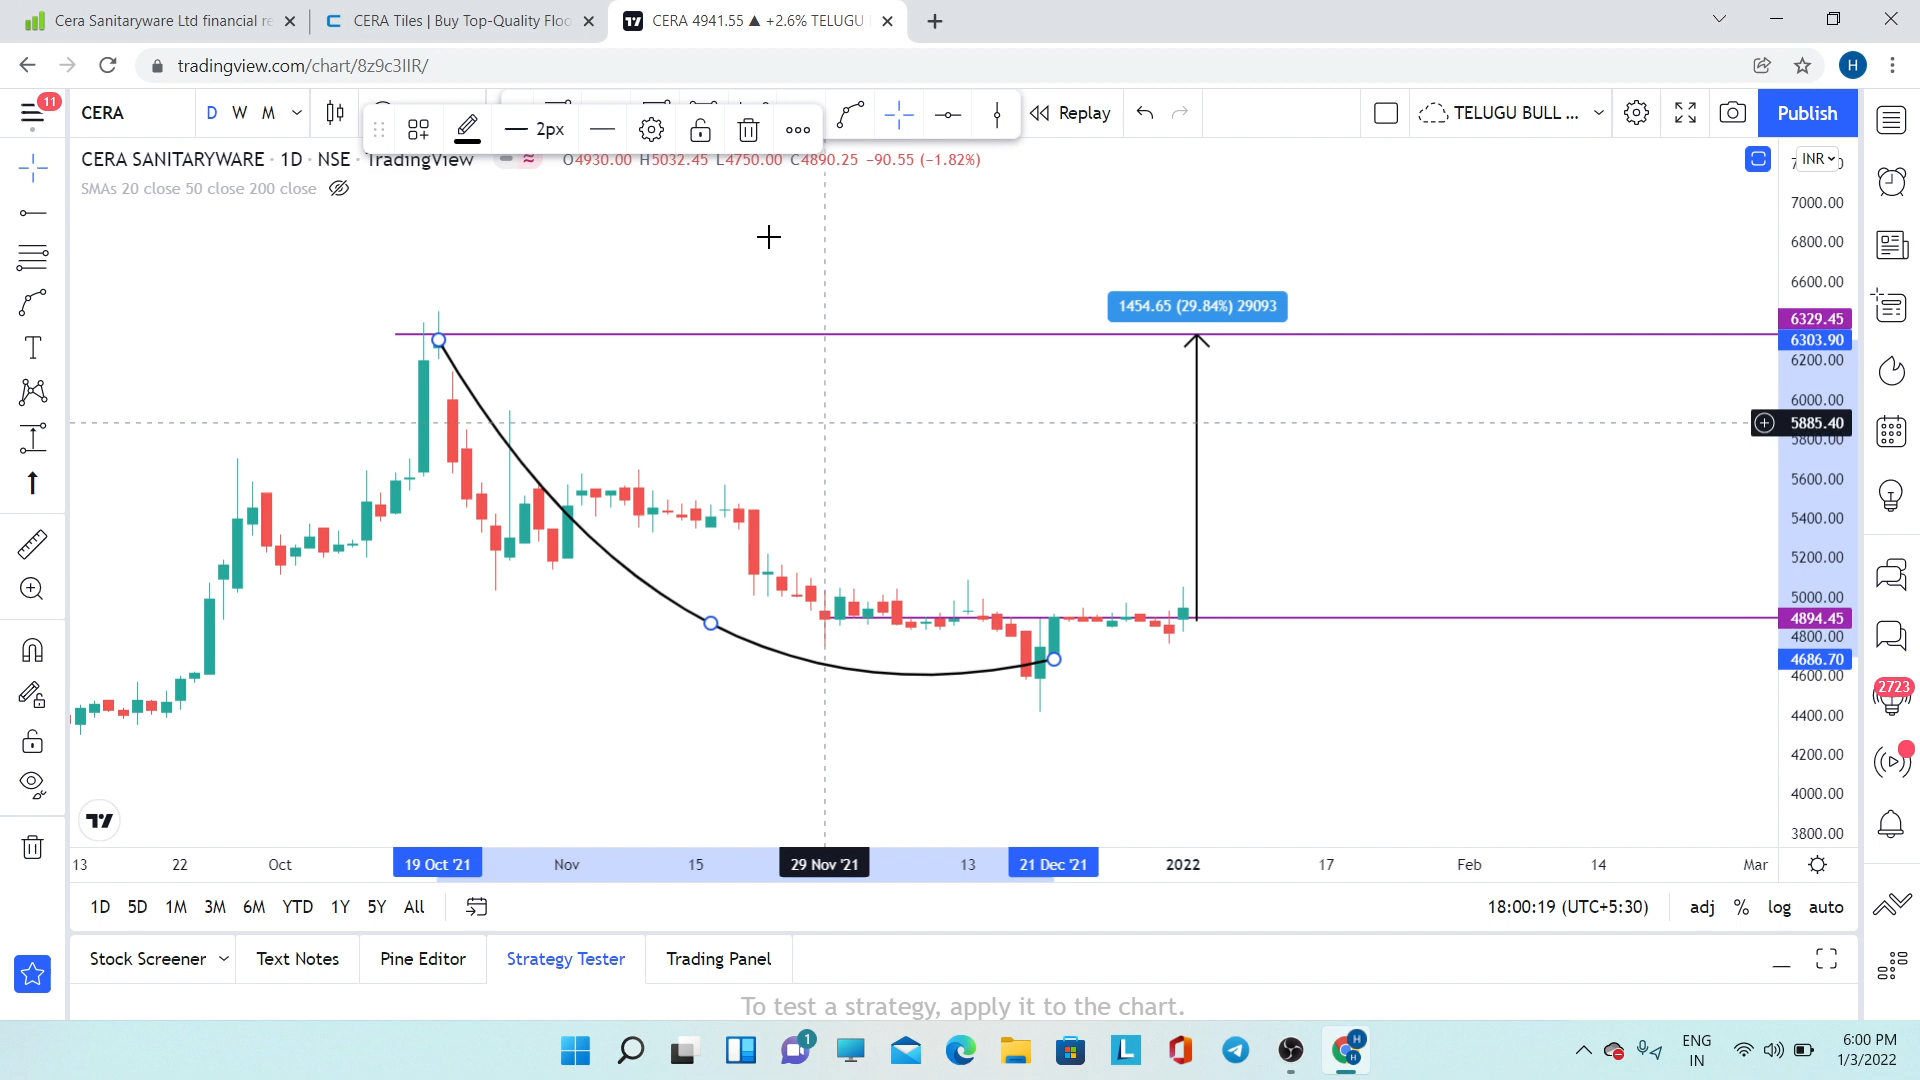 Cera Sanitaryware Ltd financial re
CERA Tiles | Buy Top-Quality Floo
CERA 4941.55 ▲ +2.6% TELUGU
tradingview.com/chart/8z9c3IIR/
H
11
CERA
D W M
2px
Replay
TELUGU BULL ...
Publish
CERA SANITARYWARE · 1D · NSE TradingView
O4930.00 H5032.45 L4750.00 C4890.25 −90.55 (−1.82%)
INR
SMAs 20 close 50 close 200 close
7000.00
6800.00
6600.00
1454.65 (29.84%) 29093
6329.45
6303.90
6200.00
6000.00
5885.40
5800.00
5600.00
5400.00
5200.00
5000.00
4894.45
4800.00
4686.70
4600.00
4400.00
4200.00
4000.00
3800.00
2723
13 22 Oct 19 Oct '21 Nov 15 29 Nov '21 13 21 Dec '21 2022 17 Feb 14 Mar
1D 5D 1M 3M 6M YTD 1Y 5Y All
18:00:19 (UTC+5:30) adj % log auto
Stock Screener Text Notes Pine Editor Strategy Tester Trading Panel
To test a strategy, apply it to the chart.
1
L
H
H
ENG
IN
6:00 PM
1/3/2022